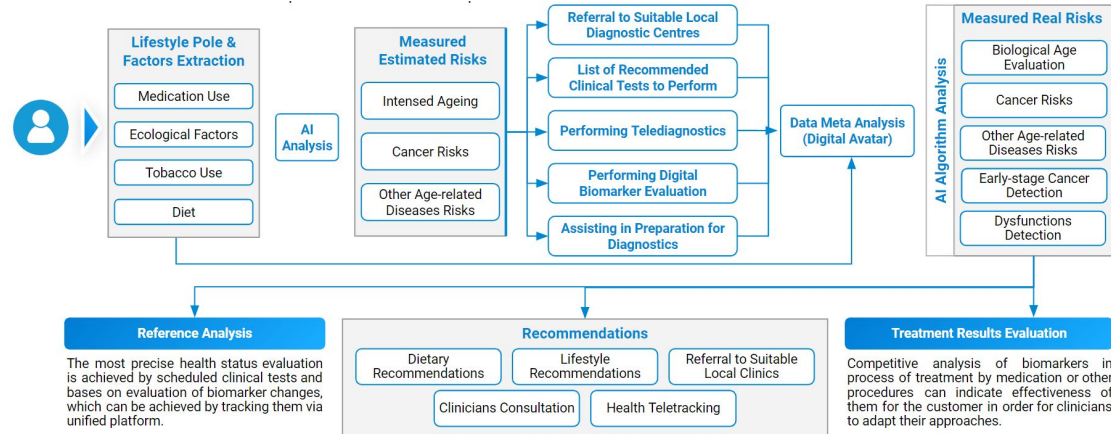 Lifestyle Pole &
Factors Extraction
Medication Use
Ecological Factors
Tobacco Use
Diet
AI
Analysis
Measured
Estimated Risks
Intensed Ageing
Cancer Risks
Other Age-related
Diseases Risks
Referral to Suitable Local
Diagnostic Centres
List of Recommended
Clinical Tests to Perform
Performing Telediagnostics
Performing Digital
Biomarker Evaluation
Assisting in Preparation for
Diagnostics
Data Meta Analysis
(Digital Avatar)
AI Algorithm Analysis
Measured Real Risks
Biological Age
Evaluation
Cancer Risks
Other Age-related
Diseases Risks
Early-stage Cancer
Detection
Dysfunctions
Detection
Reference Analysis
The most precise health status evaluation
is achieved by scheduled clinical tests and
bases on evaluation of biomarker changes,
which can be achieved by tracking them via
unified platform.
Recommendations
Dietary
Recommendations
Lifestyle
Recommendations
Referral to Suitable
Local Clinics
Clinicians Consultation
Health Teletracking
Treatment Results Evaluation
Competitive analysis of biomarkers in
process of treatment by medication or other
procedures can indicate effectiveness of
them for the customer in order for clinicians
to adapt their approaches.